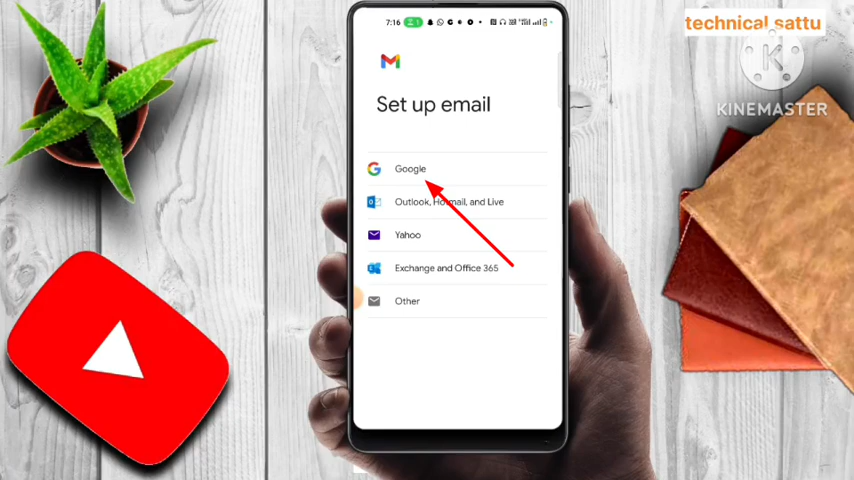 technical sattu
KINEMASTER
7:16
Set up email
Google
Outlook, Hotmail, and Live
Yahoo
Exchange and Office 365
Other